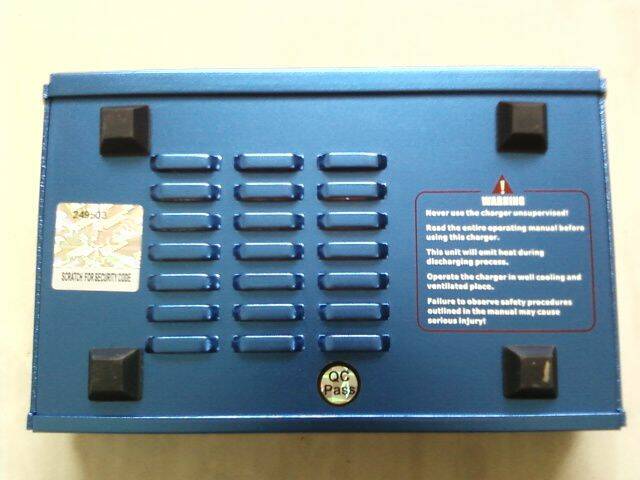 249503
SCRATCH FOR SECURITY CODE
WARNING
Never use the charger unsupervised!
Read the entire operating manual before
using this charger.
This unit will emit heat during
discharging process.
Operate the charger in well cooling and
ventilated place.
Failure to observe safety procedures
outlined in the manual may cause
serious injury!
QC
Pass